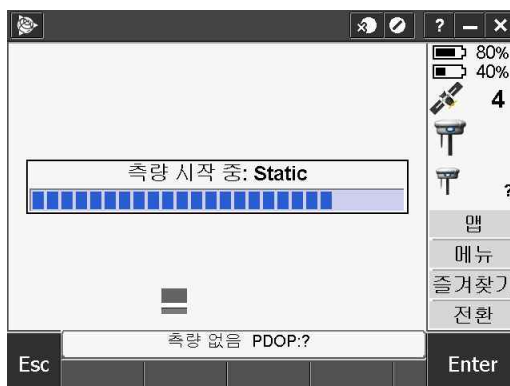 ? — ×
80%
40%
4
측량 시작 중: Static
?
맵
메뉴
즐겨찾기
전환
측량 없음 PDOP:?
Esc
Enter